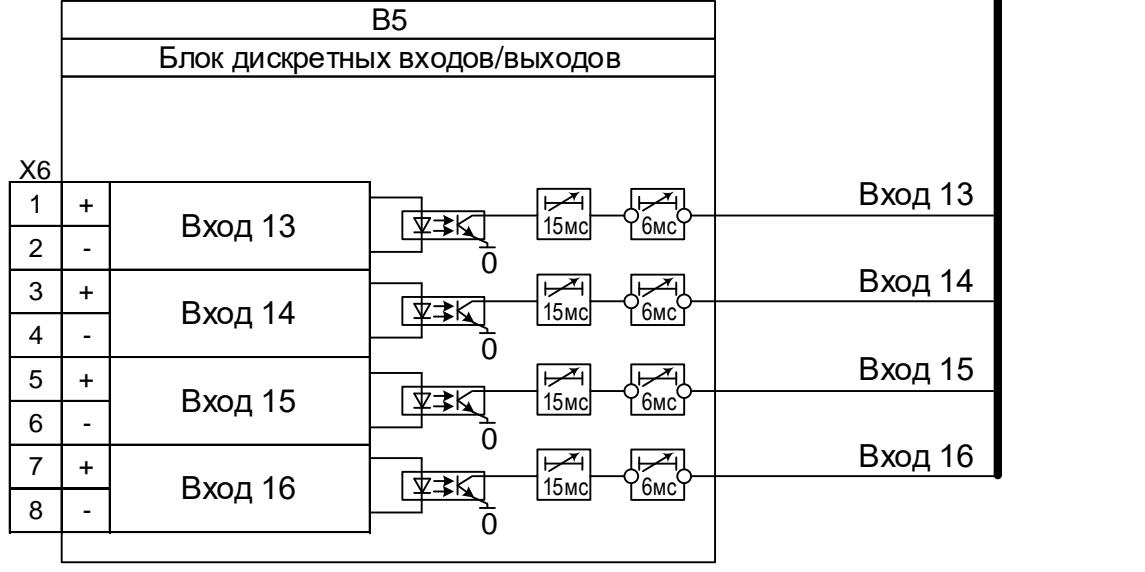 B5
Блок дискретных входов/выходов
X6
1 + Вход 13 15мс 6мс Вход 13
2 - 0
3 + Вход 14 15мс 6мс Вход 14
4 - 0
5 + Вход 15 15мс 6мс Вход 15
6 - 0
7 + Вход 16 15мс 6мс Вход 16
8 - 0